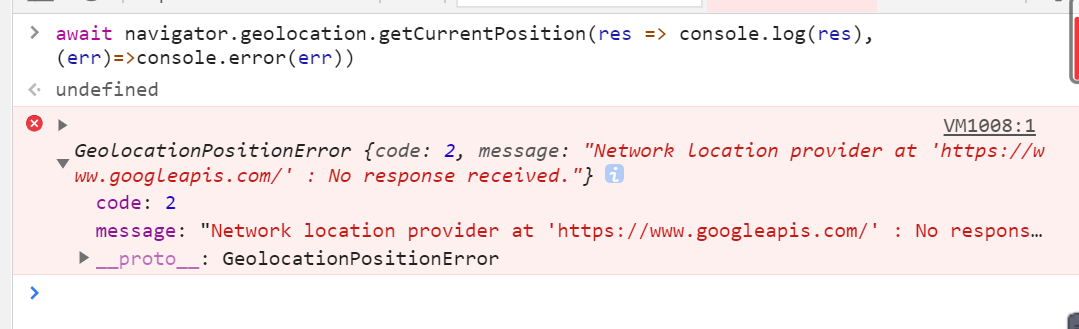 await navigator.geolocation.getCurrentPosition(res => console.log(res),
(err)=>console.error(err))
undefined
VM1008:1
GeolocationPositionError {code: 2, message: "Network location provider at 'https://w
ww.googleapis.com/' : No response received."}
code: 2
message: "Network location provider at 'https://www.googleapis.com/' : No respons…
__proto__: GeolocationPositionError